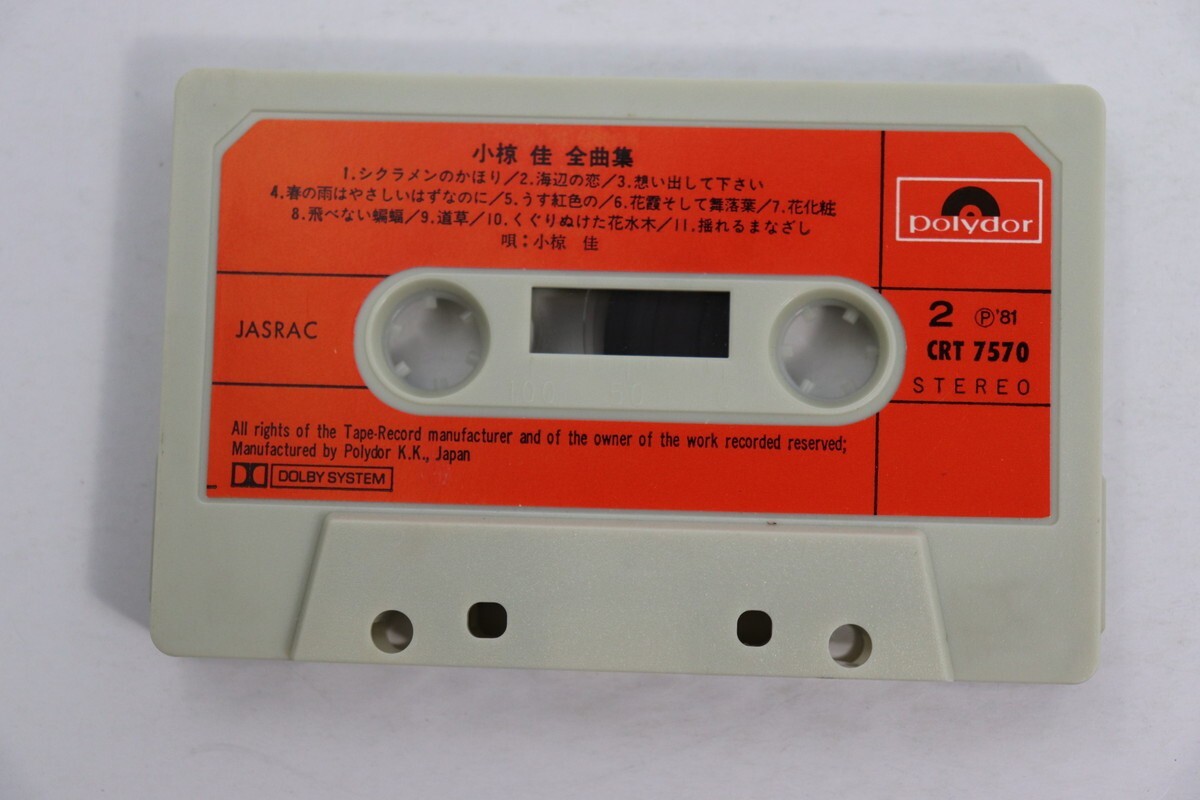 小椋 佳 全曲集
1.シクラメンのかほり/2.海辺の恋/3.想い出して下さい
4.春の雨はやさしいはずなのに/5.うす紅色の/6.花霞そして舞落葉/7.花化粧
8.飛べない蝙蝠/9.道草/10.くぐりぬけた花水木/11.揺れるまなざし
唄:小椋 佳
polydor
JASRAC
2 Ⓟ'81
CRT 7570
STEREO
All rights of the Tape-Record manufacturer and of the owner of the work recorded reserved;
Manufactured by Polydor K.K., Japan
DOLBY SYSTEM